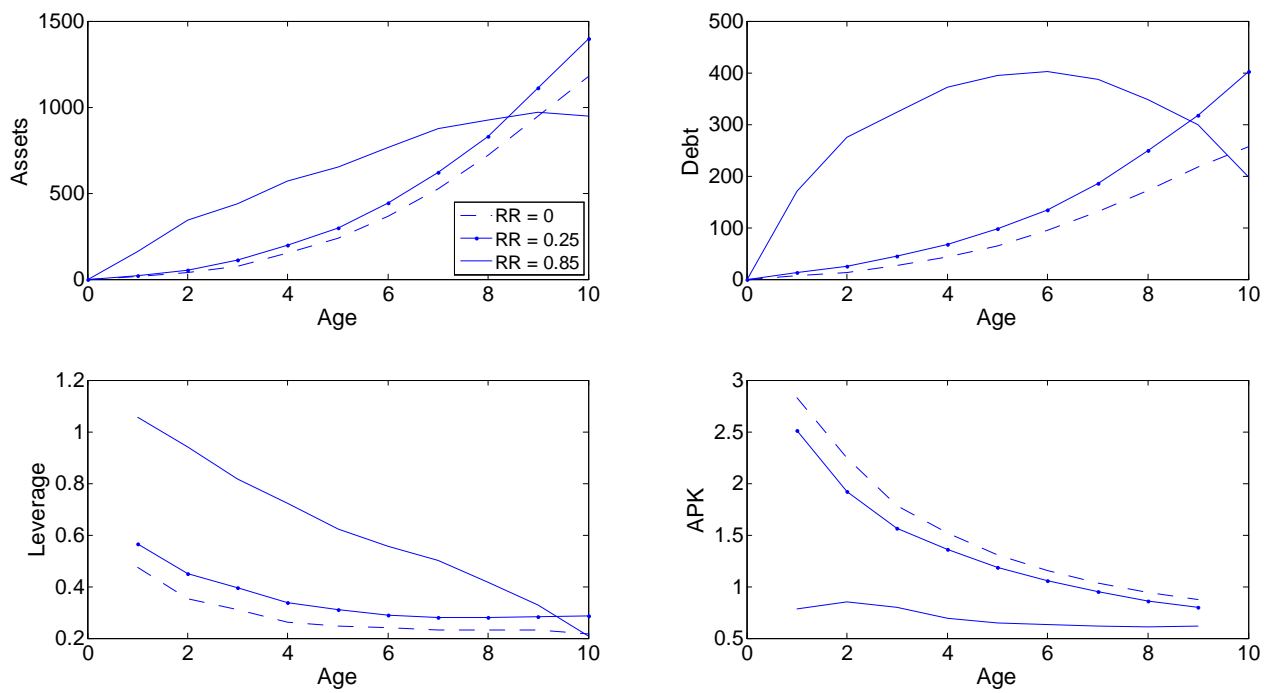 1500
1000
500
0
Assets
0 2 4 6 8 10
Age
RR = 0
RR = 0.25
RR = 0.85
500
400
300
200
100
0
Debt
0 2 4 6 8 10
Age
1.2
1
0.8
0.6
0.4
0.2
Leverage
0 2 4 6 8 10
Age
3
2.5
2
1.5
1
0.5
APK
0 2 4 6 8 10
Age